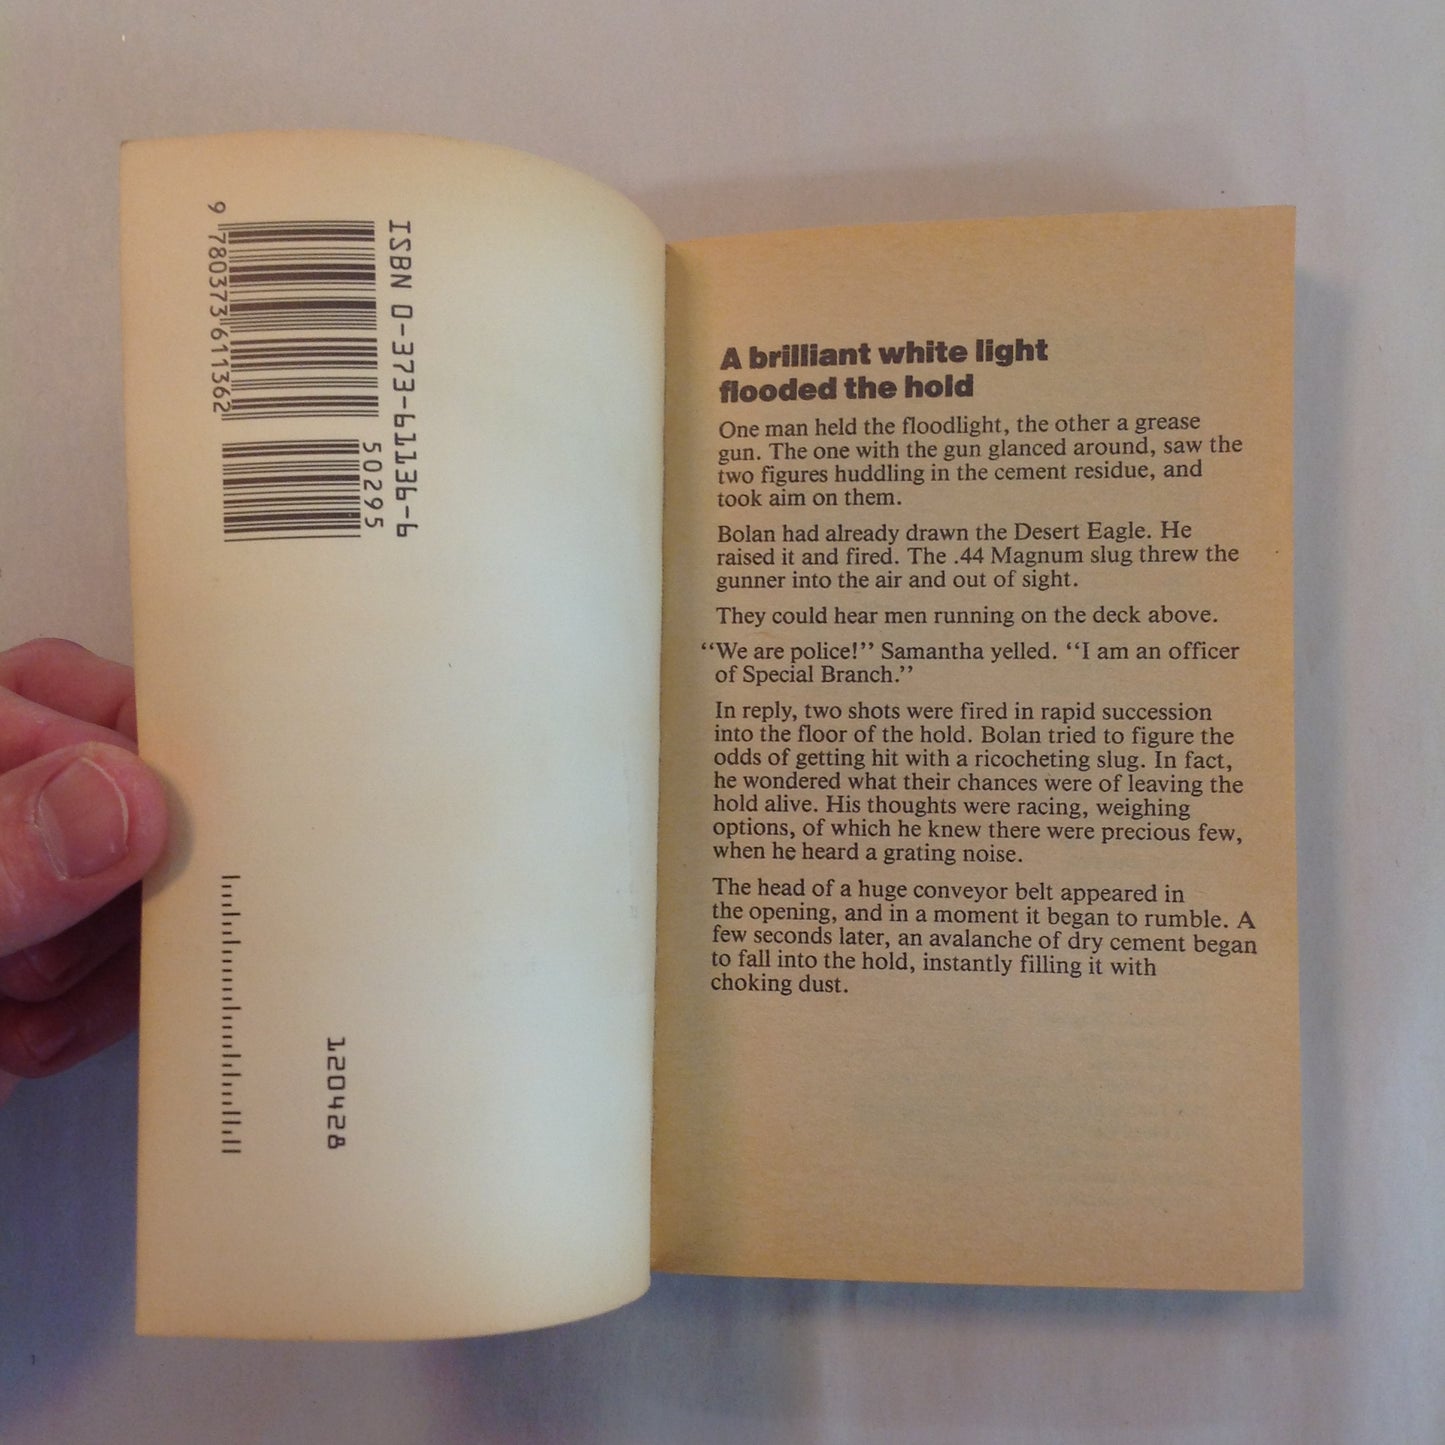 ISBN 0-373-61136-6
9 780373 611362
50295
120428
A brilliant white light
flooded the hold
One man held the floodlight, the other a grease
gun. The one with the gun glanced around, saw the
two figures huddling in the cement residue, and
took aim on them.
Bolan had already drawn the Desert Eagle. He
raised it and fired. The .44 Magnum slug threw the
gunner into the air and out of sight.
They could hear men running on the deck above.
"We are police!" Samantha yelled. "I am an officer
of Special Branch."
In reply, two shots were fired in rapid succession
into the floor of the hold. Bolan tried to figure the
odds of getting hit with a ricocheting slug. In fact,
he wondered what their chances were of leaving the
hold alive. His thoughts were racing, weighing
options, of which he knew there were precious few,
when he heard a grating noise.
The head of a huge conveyor belt appeared in
the opening, and in a moment it began to rumble. A
few seconds later, an avalanche of dry cement began
to fall into the hold, instantly filling it with
choking dust.